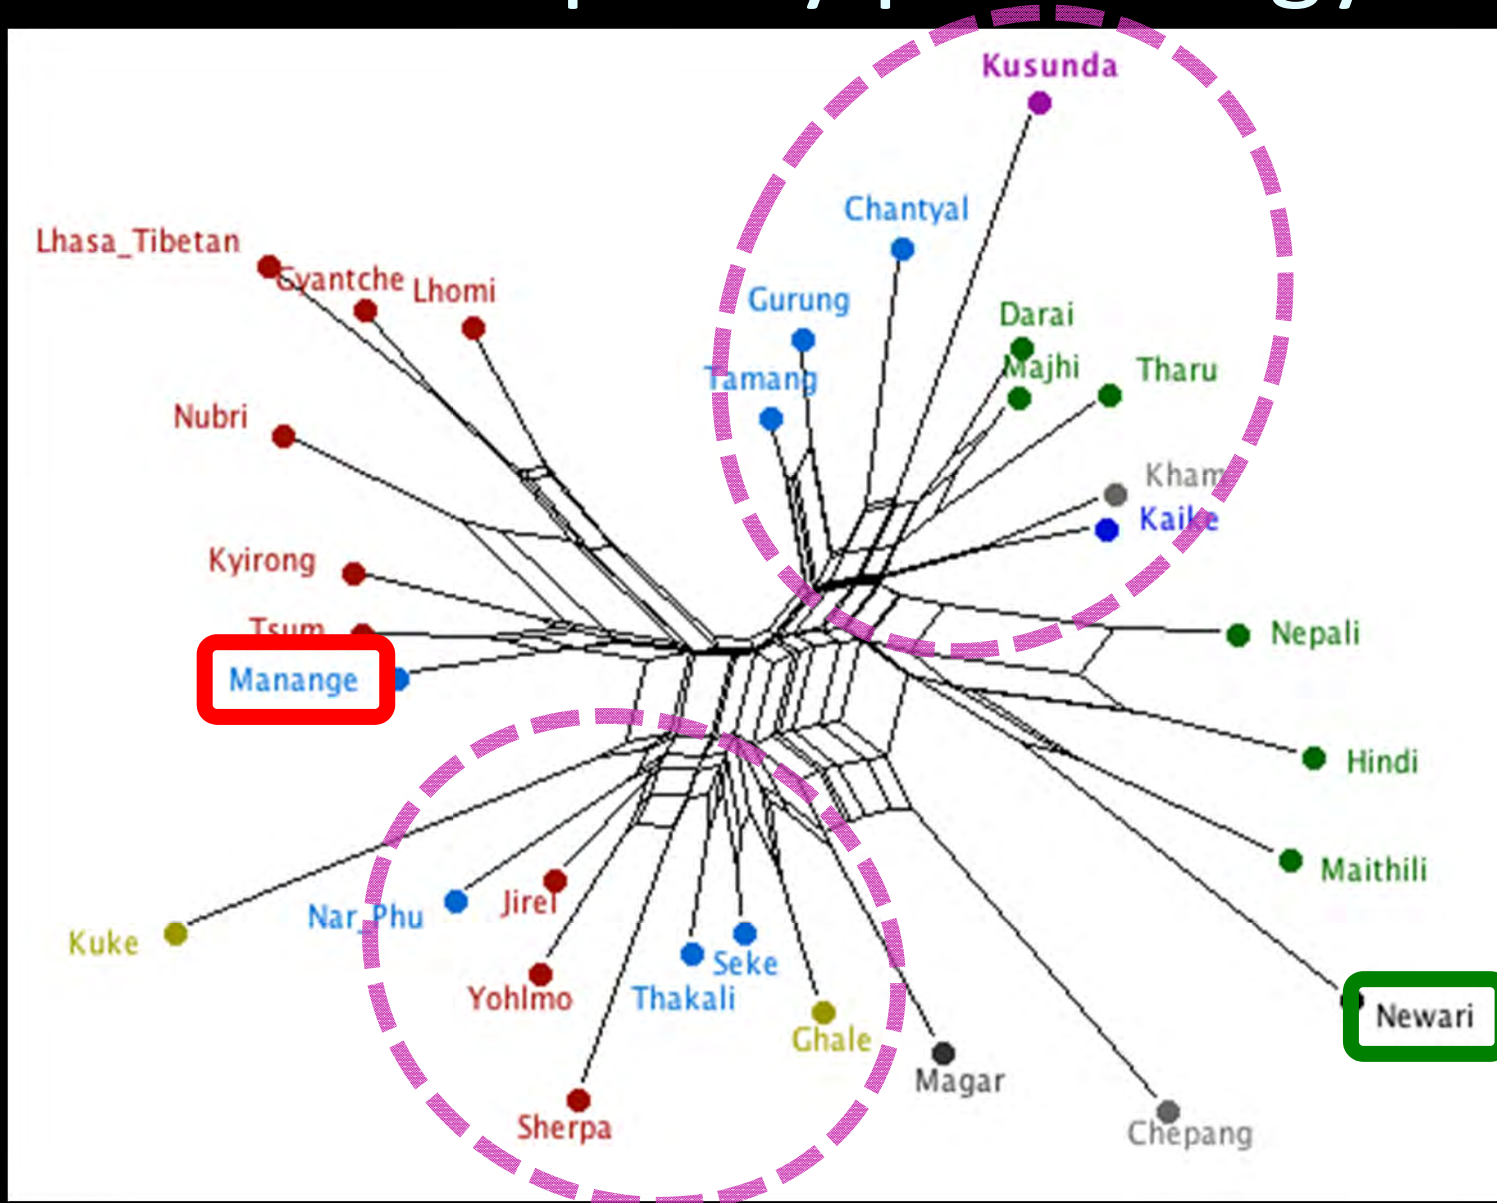 Kusunda
Chantyal
Lhasa_Tibetan
Gyantche
Lhomi
Gurung
Darai
Majhi
Tharu
Tamang
Nubri
Kham
Kaike
Kyirong
Tsum
Nepali
Manange
Hindi
Maithili
Nar_Phu
Jirel
Kuke
Seke
Yohlmo
Thakali
Newari
Ghale
Magar
Sherpa
Chepang